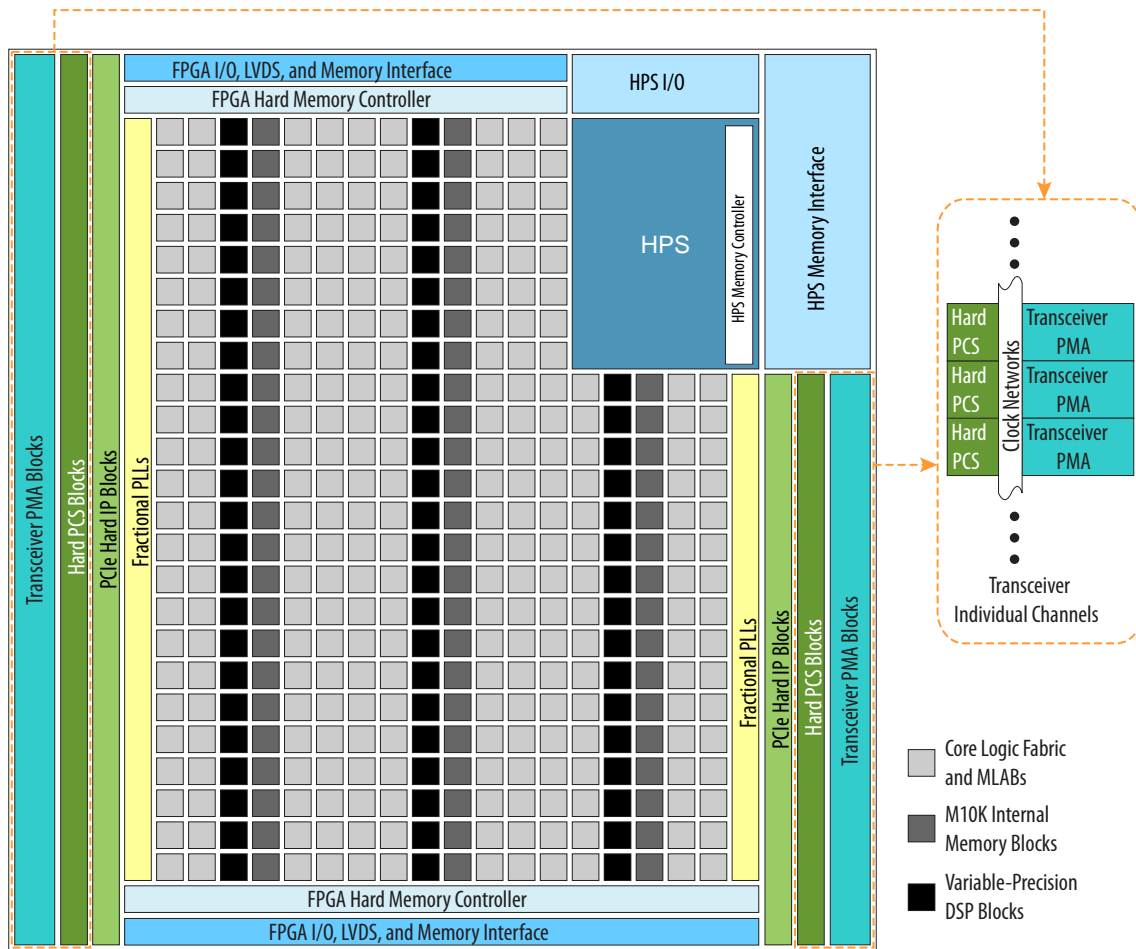 FPGA I/O, LVDS, and Memory Interface
FPGA Hard Memory Controller
HPS I/O
HPS
HPS Memory Controller
HPS Memory Interface
Transceiver PMA Blocks
Hard PCS Blocks
PCIe Hard IP Blocks
Fractional PLLs
Fractional PLLs
PCIe Hard IP Blocks
Hard PCS Blocks
Transceiver PMA Blocks
FPGA Hard Memory Controller
FPGA I/O, LVDS, and Memory Interface
Hard
PCS
Hard
PCS
Hard
PCS
Clock Networks
Transceiver
PMA
Transceiver
PMA
Transceiver
PMA
Transceiver
Individual Channels
Core Logic Fabric
and MLABs
M10K Internal
Memory Blocks
Variable-Precision
DSP Blocks